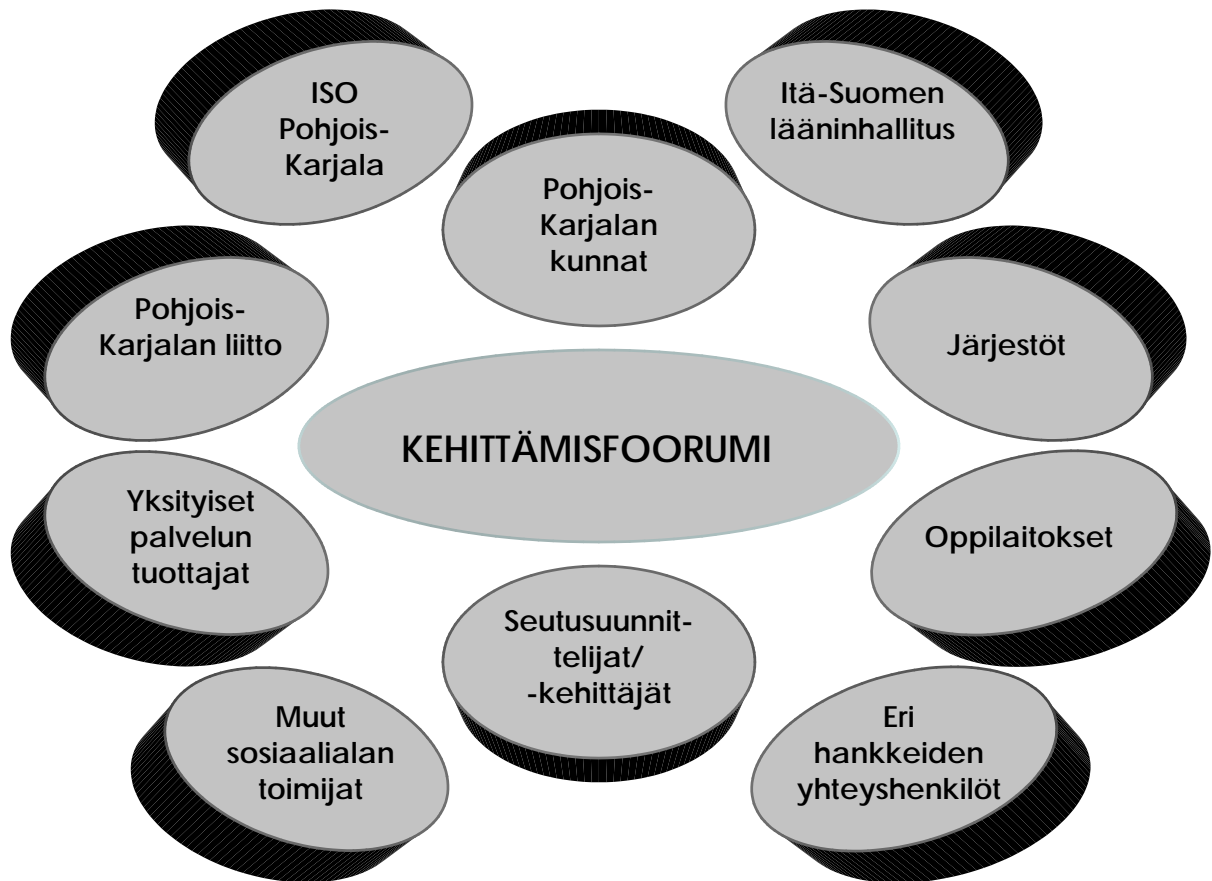 ISO
Pohjois-
Karjala
Itä-Suomen
lääninhallitus
Pohjois-
Karjalan
kunnat
Pohjois-
Karjalan liitto
Järjestöt
KEHITTÄMISFOORUMI
Yksityiset
palvelun
tuottajat
Oppilaitokset
Seutusuunnit-
telijat/
-kehittäjät
Muut
sosiaalialan
toimijat
Eri
hankkeiden
yhteyshenkilöt